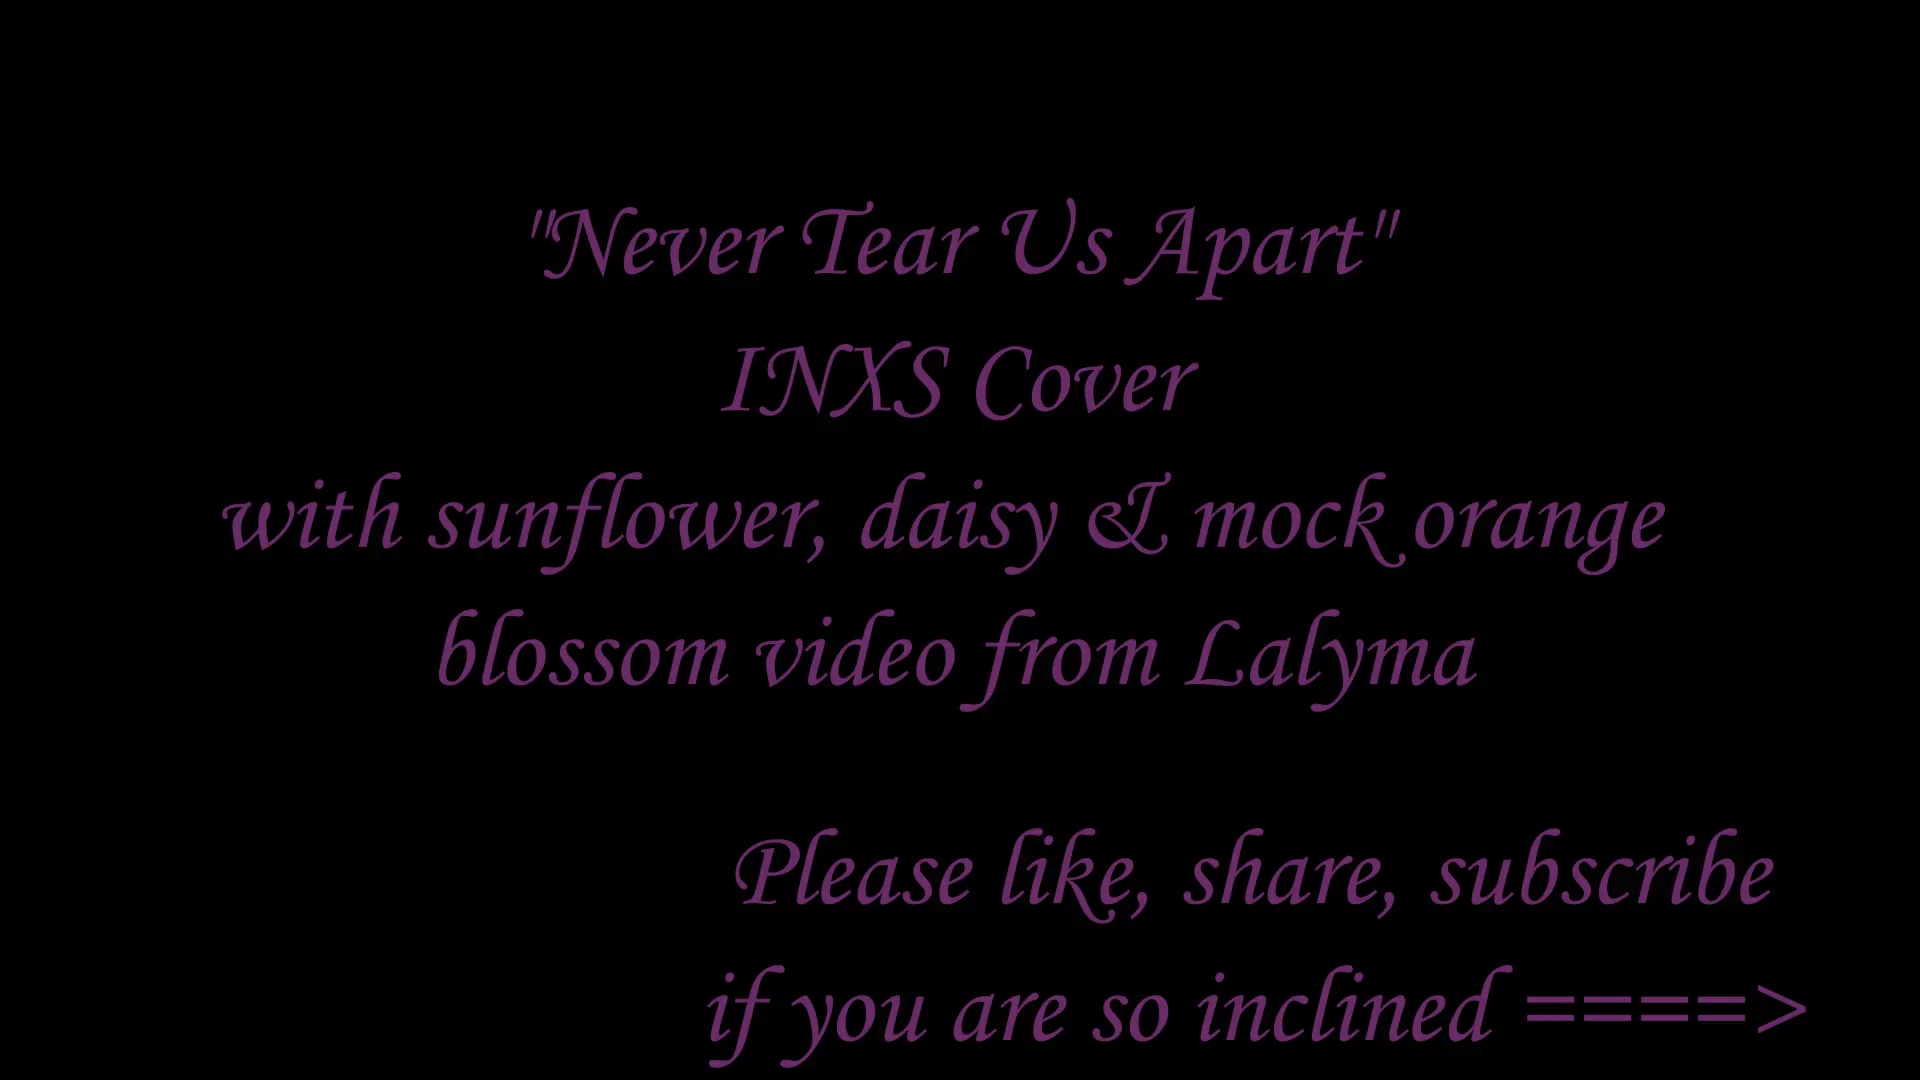 "Never Tear Us Apart"
INXS Cover
with sunflower, daisy & mock orange
blossom video from Lalyma
Please like, share, subscribe
if you are so inclined ====>